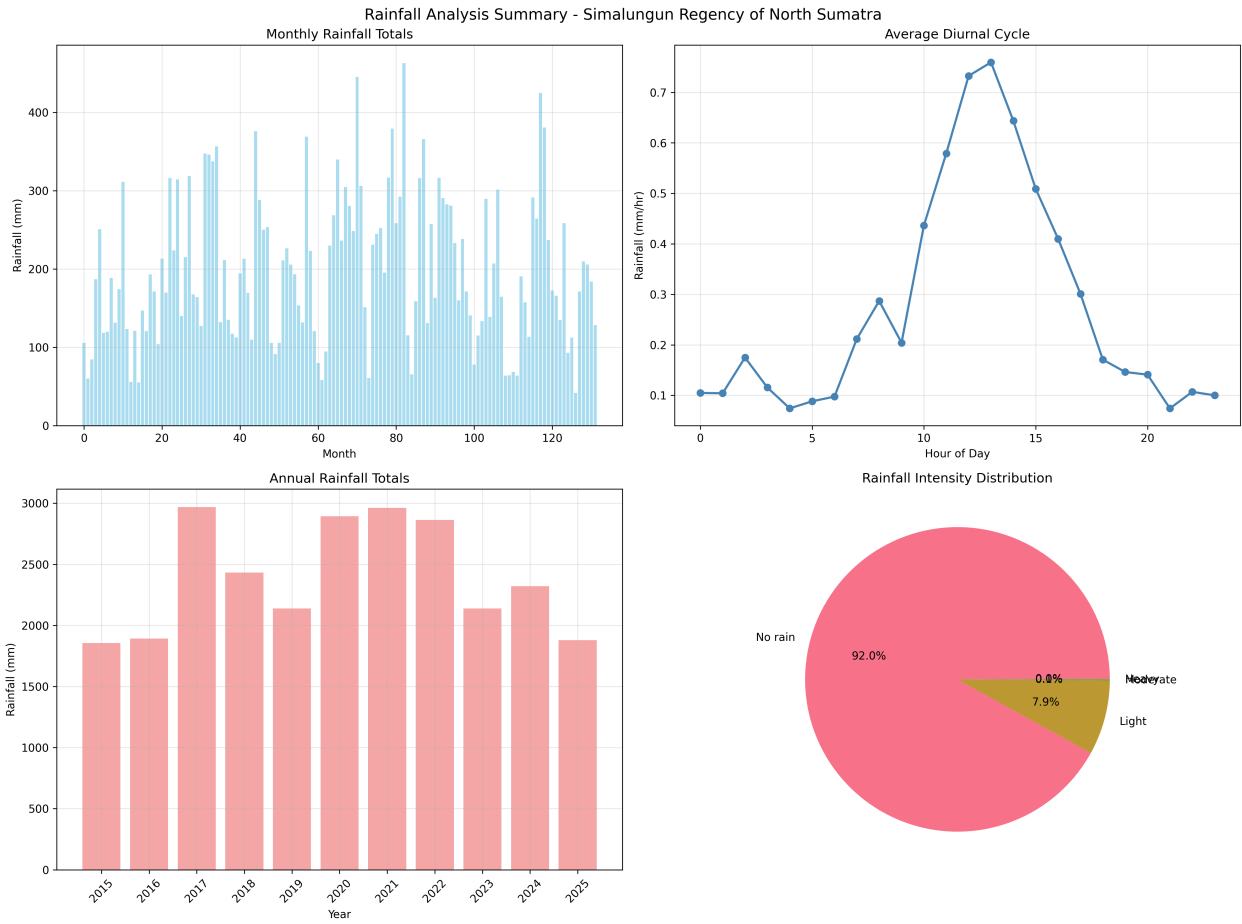 Rainfall Analysis Summary - Simalungun Regency of North Sumatra
Monthly Rainfall Totals
Rainfall (mm)
400
300
200
100
0
0 20 40 60 80 100 120
Month
Average Diurnal Cycle
Rainfall (mm/hr)
0.7
0.6
0.5
0.4
0.3
0.2
0.1
0 5 10 15 20
Hour of Day
Annual Rainfall Totals
Rainfall (mm)
3000
2500
2000
1500
1000
500
0
2015 2016 2017 2018 2019 2020 2021 2022 2023 2024 2025
Year
Rainfall Intensity Distribution
No rain
92.0%
7.9%
Light
Moderate